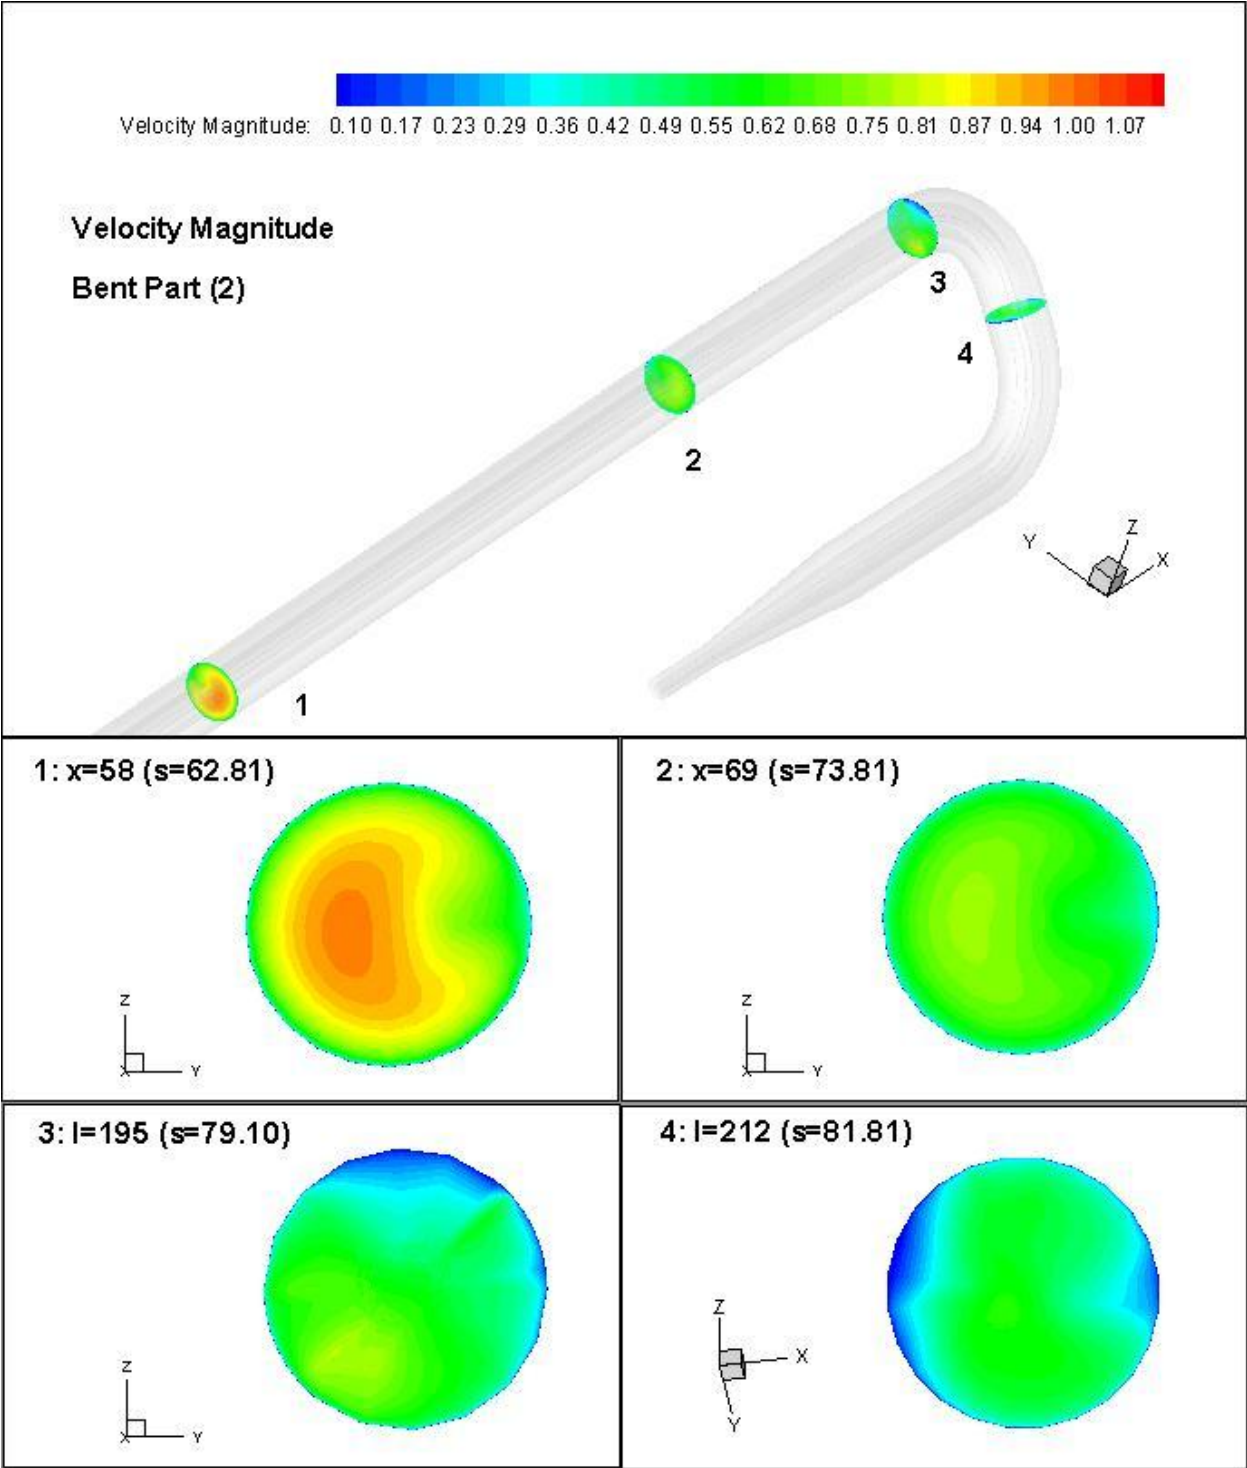 Velocity Magnitude: 0.10 0.17 0.23 0.29 0.36 0.42 0.49 0.55 0.62 0.68 0.75 0.81 0.87 0.94 1.00 1.07
Velocity Magnitude
Bent Part (2)
3
4
2
Y
Z
X
1
1: x=58 (s=62.81)
Z
X
Y
2: x=69 (s=73.81)
Z
X
Y
3: I=195 (s=79.10)
Z
X
Y
4: I=212 (s=81.81)
Z
X
Y